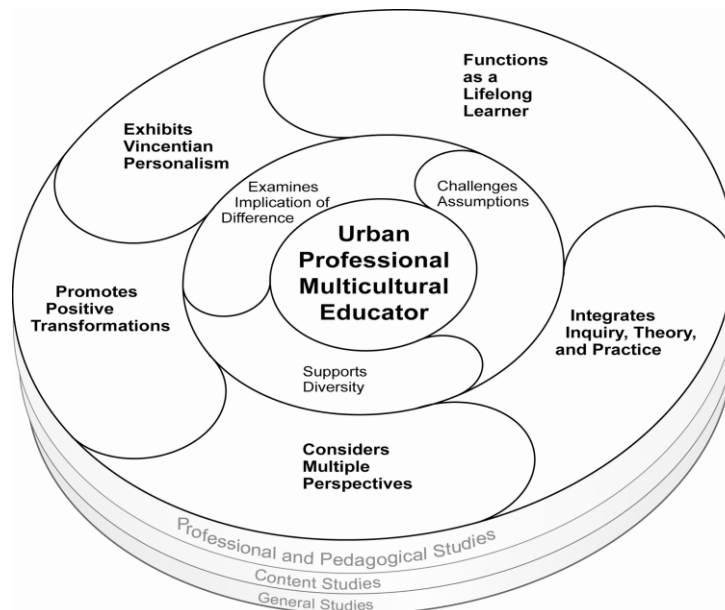 Functions
as a
Lifelong
Learner
Exhibits
Vincentian
Personalism
Examines
Implication of
Difference
Challenges
Assumptions
Urban
Professional
Multicultural
Educator
Promotes
Positive
Transformations
Integrates
Inquiry, Theory,
and Practice
Supports
Diversity
Considers
Multiple
Perspectives
Professional and Pedagogical Studies
Content Studies
General Studies